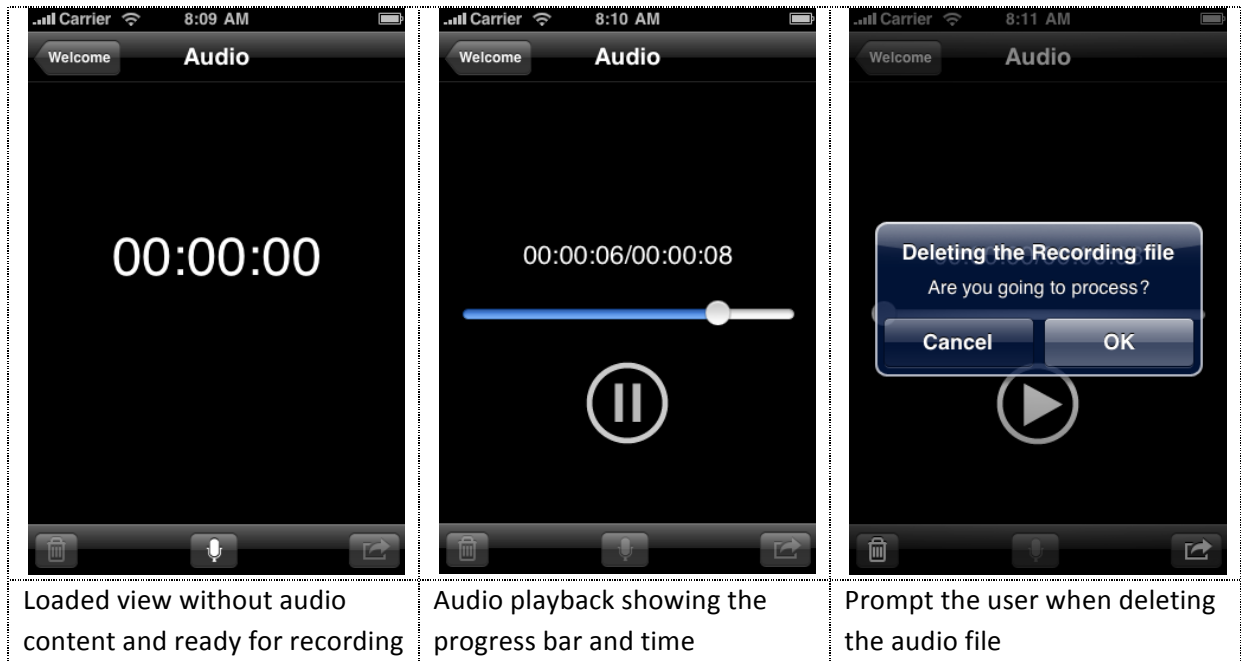 Carrier 8:09 AM
Welcome Audio
00:00:00
Loaded view without audio
content and ready for recording
Carrier 8:10 AM
Welcome Audio
00:00:06/00:00:08
Audio playback showing the
progress bar and time
Carrier 8:11 AM
Welcome Audio
Deleting the Recording file
Are you going to process?
Cancel OK
Prompt the user when deleting
the audio file